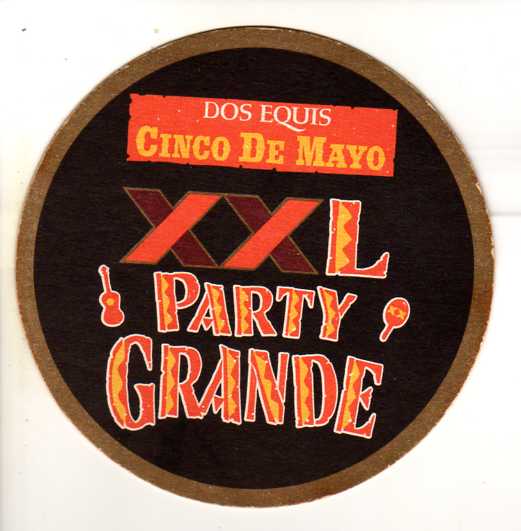 DOS EQUIS
CINCO DE MAYO
XXL
PARTY
GRANDE